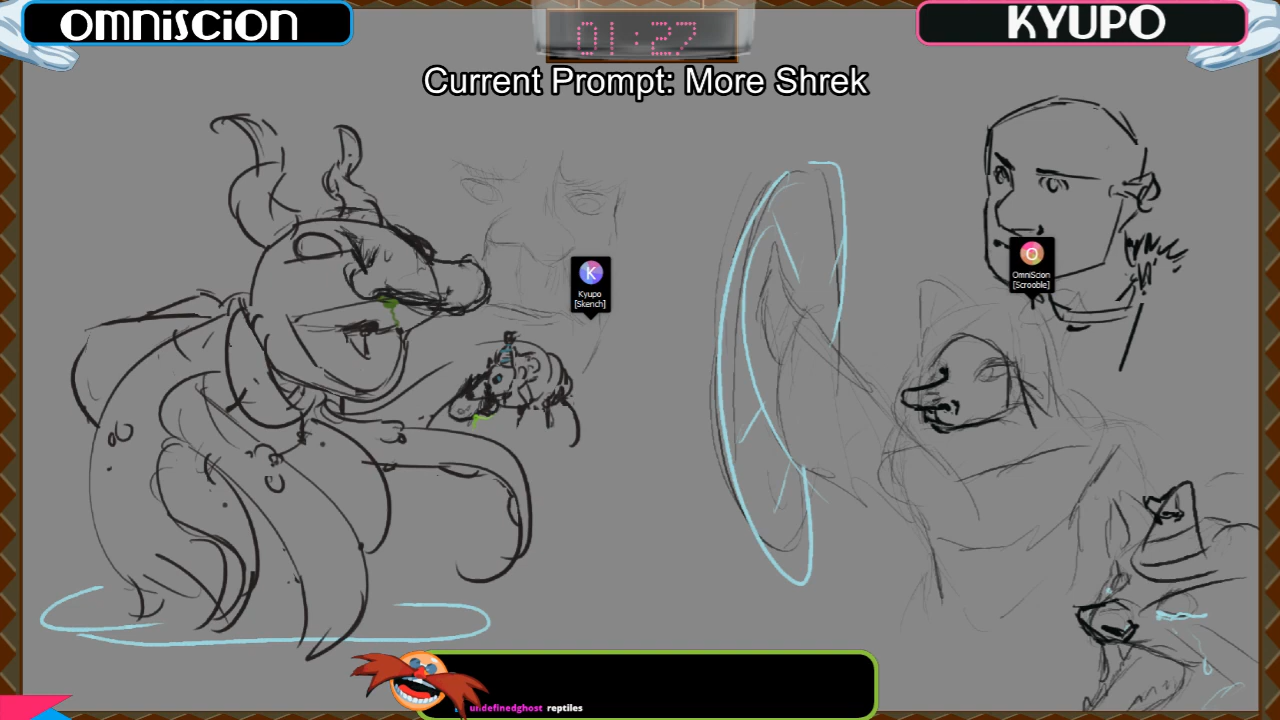 OMNISCION
01:27
KYUPO
Current Prompt: More Shrek
O
OmniScion
[Scrooble]
K
Kyupo
[Skench]
undefinedghost reptiles